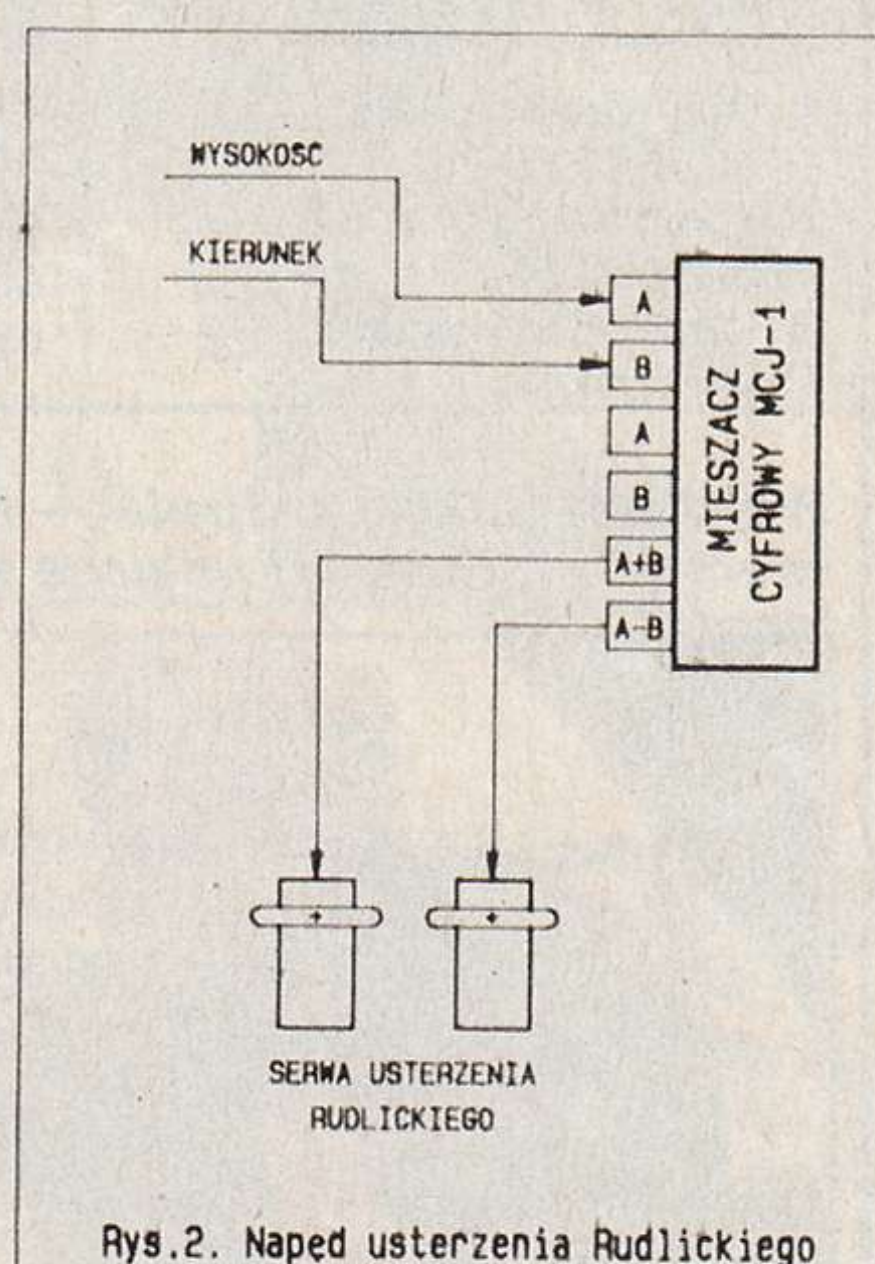 WYSOKOSC
KIERUNEK
A
B
A
B
A+B
A-B
MIESZACZ
CYFROWY MCJ-1
SERWA USTERZENIA
RUDLICKIEGO
Rys.2. Napęd usterzenia Rudlickiego